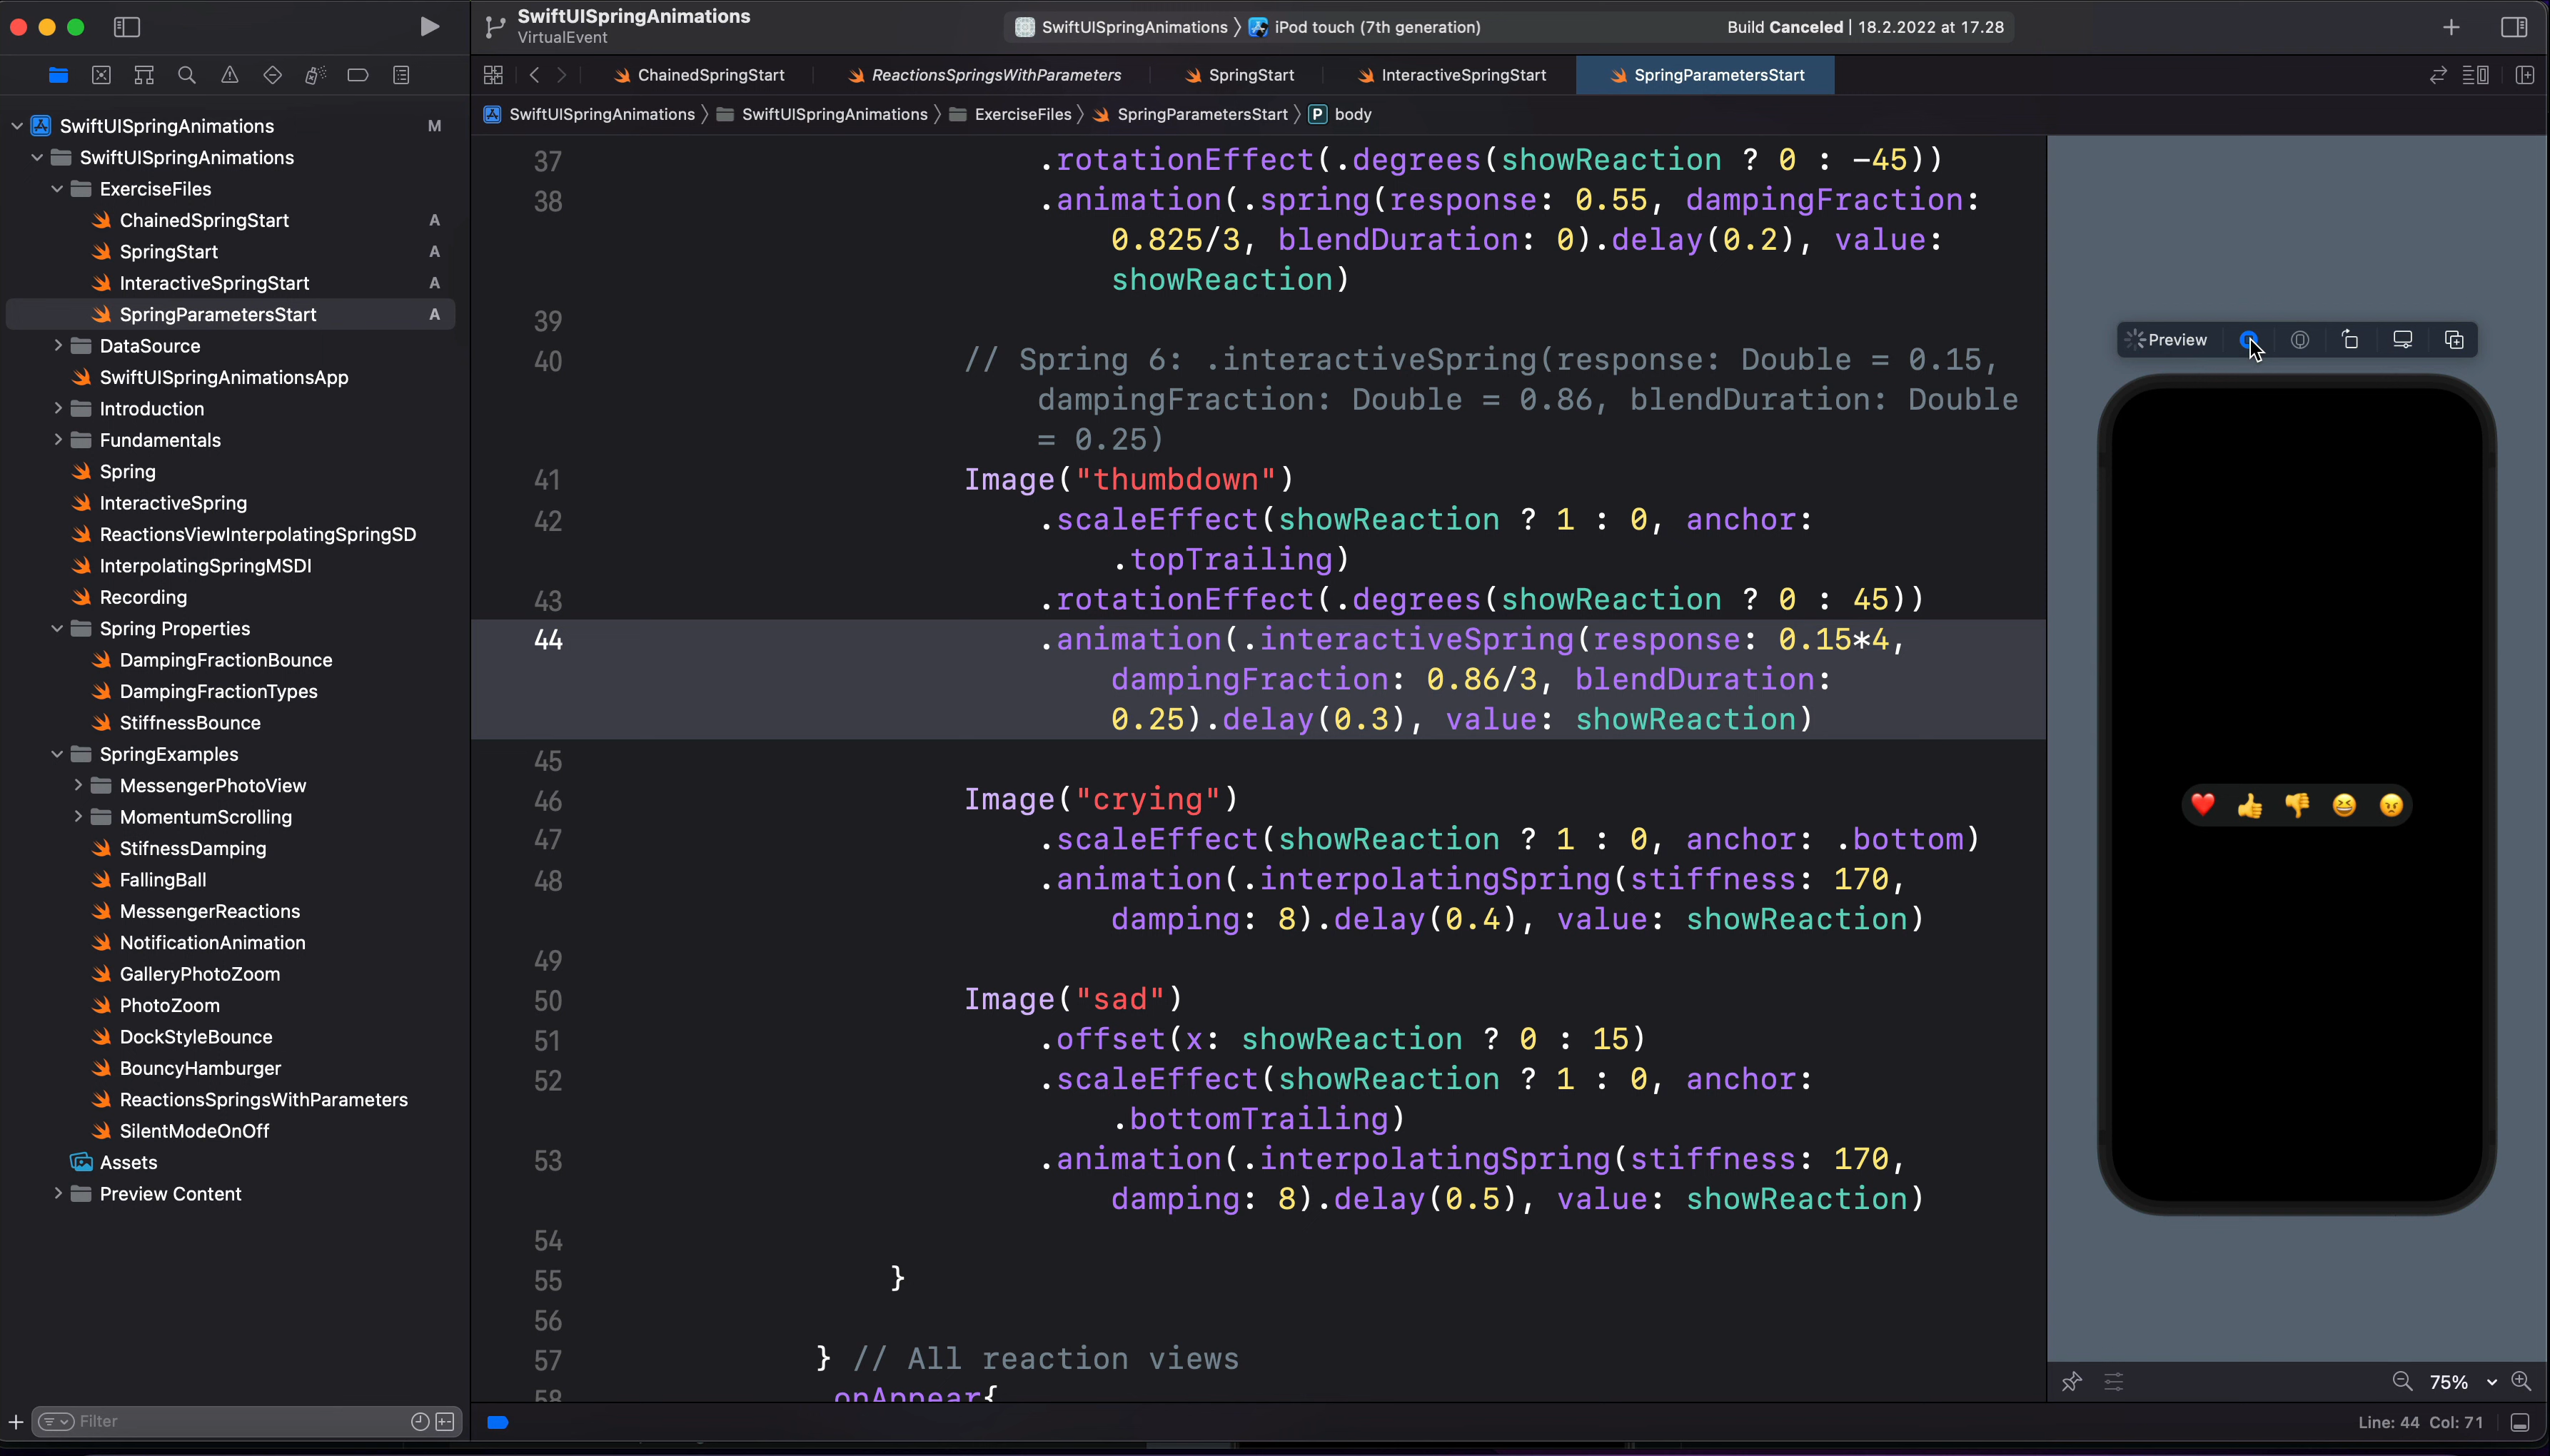 SwiftUISpringAnimations
VirtualEvent
SwiftUISpringAnimations
iPod touch (7th generation)
Build Canceled | 18.2.2022 at 17.28
ChainedSpringStart
ReactionsSpringsWithParameters
SpringStart
InteractiveSpringStart
SpringParametersStart
SwiftUISpringAnimations
SwiftUISpringAnimations
ExerciseFiles
SpringParametersStart
P body
SwiftUISpringAnimations M
SwiftUISpringAnimations
ExerciseFiles
ChainedSpringStart A
SpringStart A
InteractiveSpringStart A
SpringParametersStart A
DataSource
SwiftUISpringAnimationsApp
Introduction
Fundamentals
Spring
InteractiveSpring
ReactionsViewInterpolatingSpringSD
InterpolatingSpringMSDI
Recording
Spring Properties
DampingFractionBounce
DampingFractionTypes
StiffnessBounce
SpringExamples
MessengerPhotoView
MomentumScrolling
StifnessDamping
FallingBall
MessengerReactions
NotificationAnimation
GalleryPhotoZoom
PhotoZoom
DockStyleBounce
BouncyHamburger
ReactionsSpringsWithParameters
SilentModeOnOff
Assets
Preview Content
Filter
37 .rotationEffect(.degrees(showReaction ? 0 : -45))
38 .animation(.spring(response: 0.55, dampingFraction:
0.825/3, blendDuration: 0).delay(0.2), value:
showReaction)
39
40 // Spring 6: .interactiveSpring(response: Double = 0.15,
dampingFraction: Double = 0.86, blendDuration: Double
= 0.25)
41 Image("thumbdown")
42 .scaleEffect(showReaction ? 1 : 0, anchor:
.topTrailing)
43 .rotationEffect(.degrees(showReaction ? 0 : 45))
44 .animation(.interactiveSpring(response: 0.15*4,
dampingFraction: 0.86/3, blendDuration:
0.25).delay(0.3), value: showReaction)
45
46 Image("crying")
47 .scaleEffect(showReaction ? 1 : 0, anchor: .bottom)
48 .animation(.interpolatingSpring(stiffness: 170,
damping: 8).delay(0.4), value: showReaction)
49
50 Image("sad")
51 .offset(x: showReaction ? 0 : 15)
52 .scaleEffect(showReaction ? 1 : 0, anchor:
.bottomTrailing)
53 .animation(.interpolatingSpring(stiffness: 170,
damping: 8).delay(0.5), value: showReaction)
54
55 }
56
57 } // All reaction views
58 onAppear{
Preview
75%
Line: 44 Col: 71